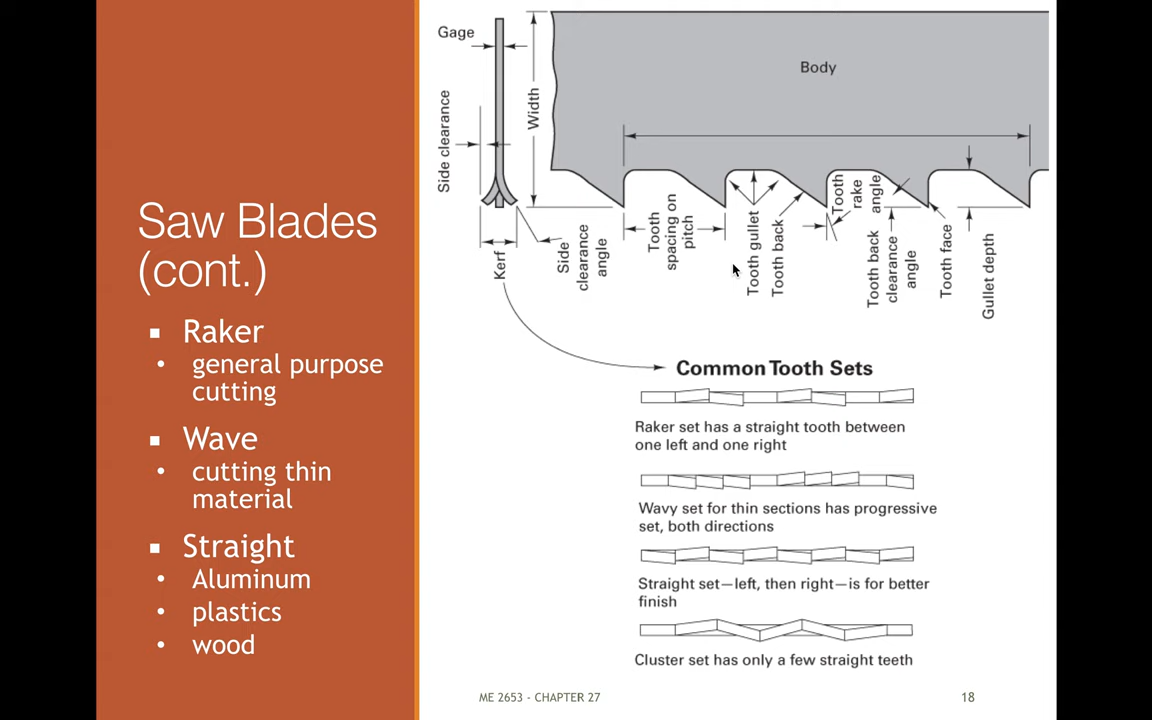 Saw Blades
(cont.)
▪ Raker
• general purpose
cutting
▪ Wave
• cutting thin
material
▪ Straight
• Aluminum
• plastics
• wood
Gage
Side clearance
Width
Body
Kerf
Side
clearance
angle
Tooth
spacing on
pitch
Tooth gullet
Tooth back
Tooth
rake
angle
Tooth back
clearance
angle
Tooth face
Gullet depth
Common Tooth Sets
Raker set has a straight tooth between
one left and one right
Wavy set for thin sections has progressive
set, both directions
Straight set—left, then right—is for better
finish
Cluster set has only a few straight teeth
ME 2653 - CHAPTER 27
18